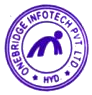 ONEBRIDGE INFOTECH PVT LTD
* HYD *